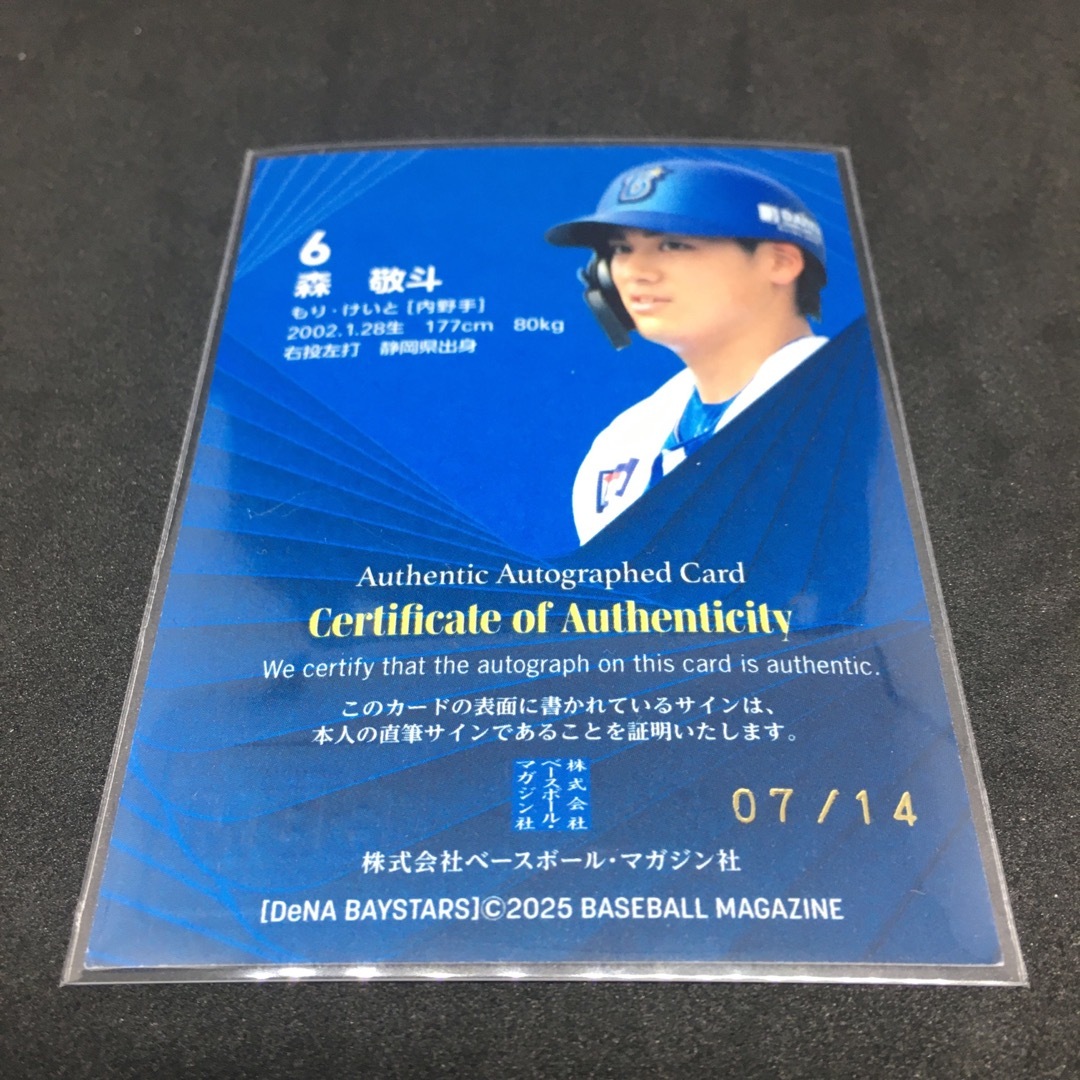 6
森 敬斗
もり・けいと [内野手]
2002.1.28生 177cm 80kg
右投左打 静岡県出身
Authentic Autographed Card
Certificate of Authenticity
We certify that the autograph on this card is authentic.
このカードの表面に書かれているサインは、
本人の直筆サインであることを証明いたします。
株式会社
ベースボール・
マガジン社
07/14
株式会社ベースボール・マガジン社
[DeNA BAYSTARS]©2025 BASEBALL MAGAZINE